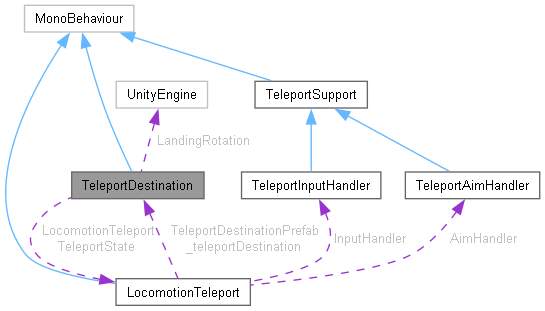 MonoBehaviour
UnityEngine
TeleportSupport
LandingRotation
TeleportDestination
TeleportInputHandler
TeleportAimHandler
LocomotionTeleport
TeleportState
TeleportDestinationPrefab
_teleportDestination
InputHandler
AimHandler
LocomotionTeleport